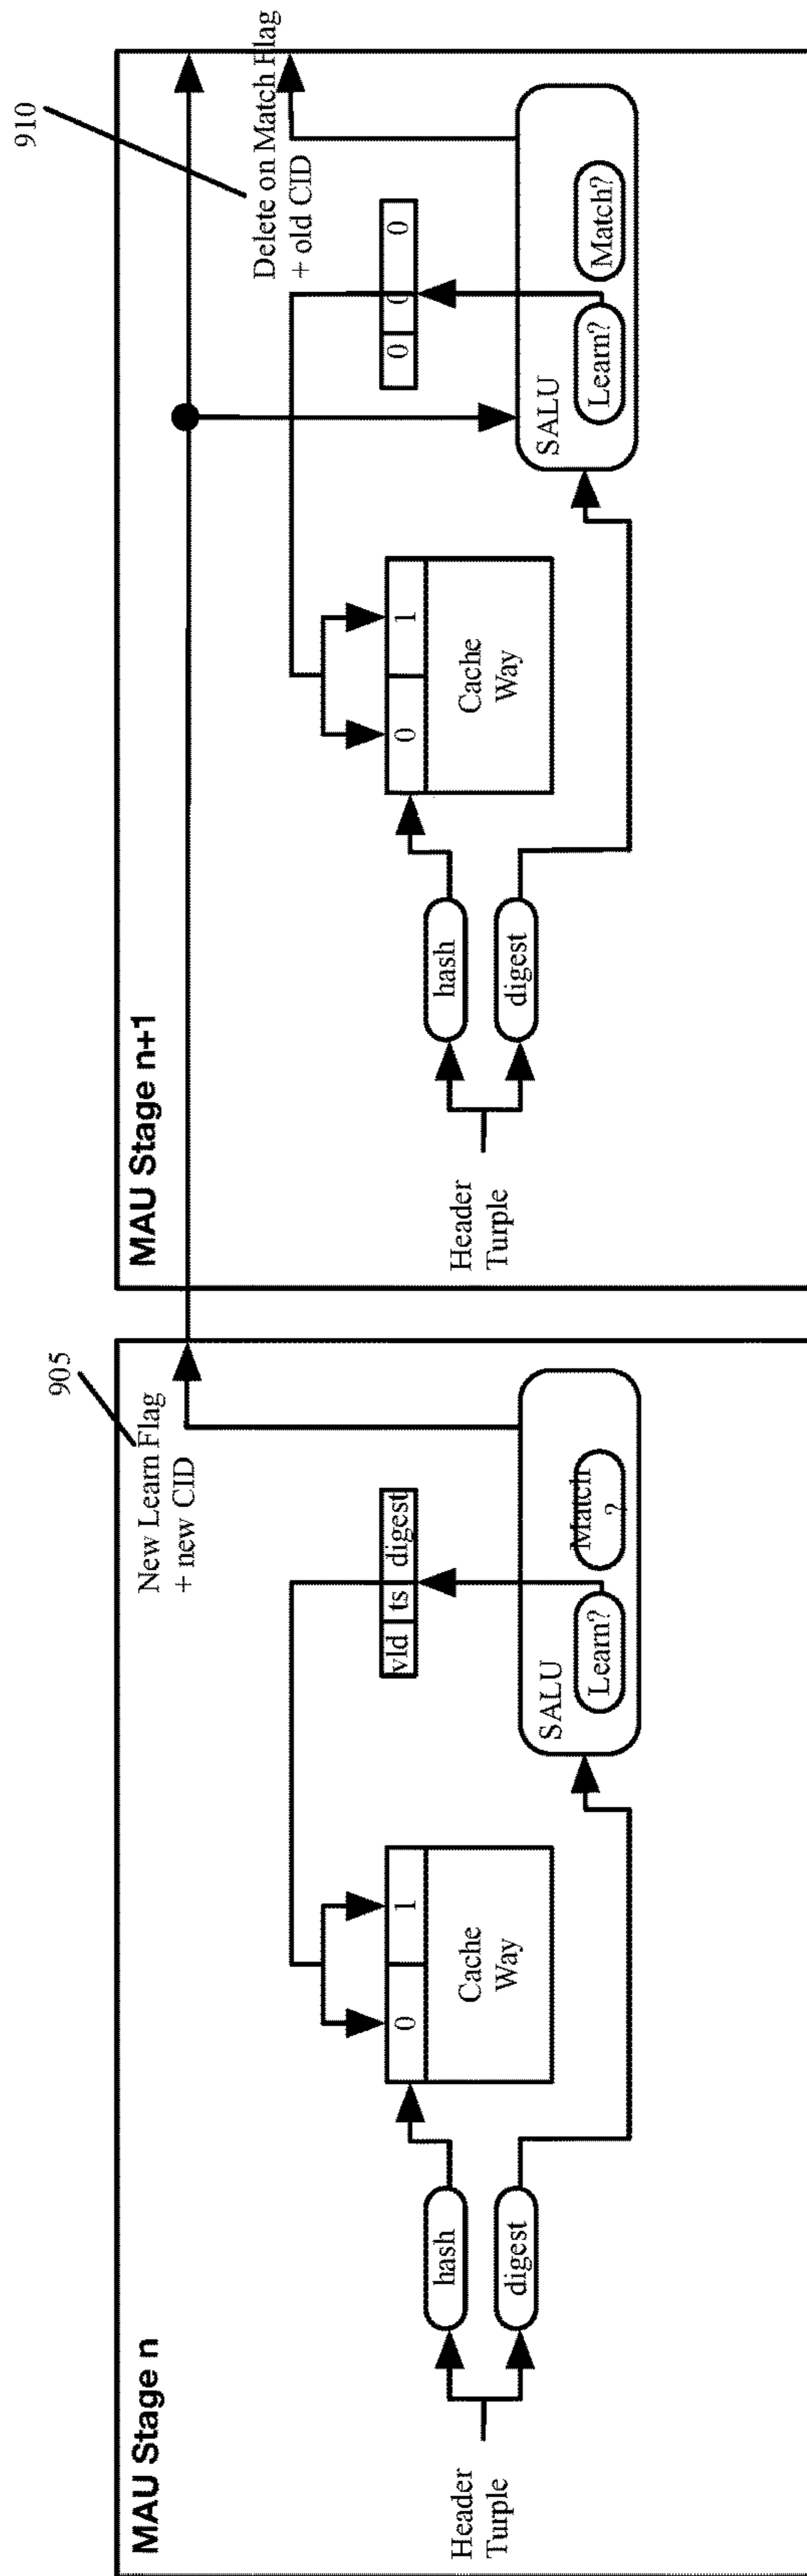 MAU Stage n
Header
Turple
hash
digest
0
1
Cache
Way
vld
ts
digest
SALU
Learn?
Match
?
New Learn Flag
+ new CID
905
MAU Stage n+1
Header
Turple
hash
digest
0
1
Cache
Way
0
0
0
SALU
Learn?
Match?
Delete on Match Flag
+ old CID
910